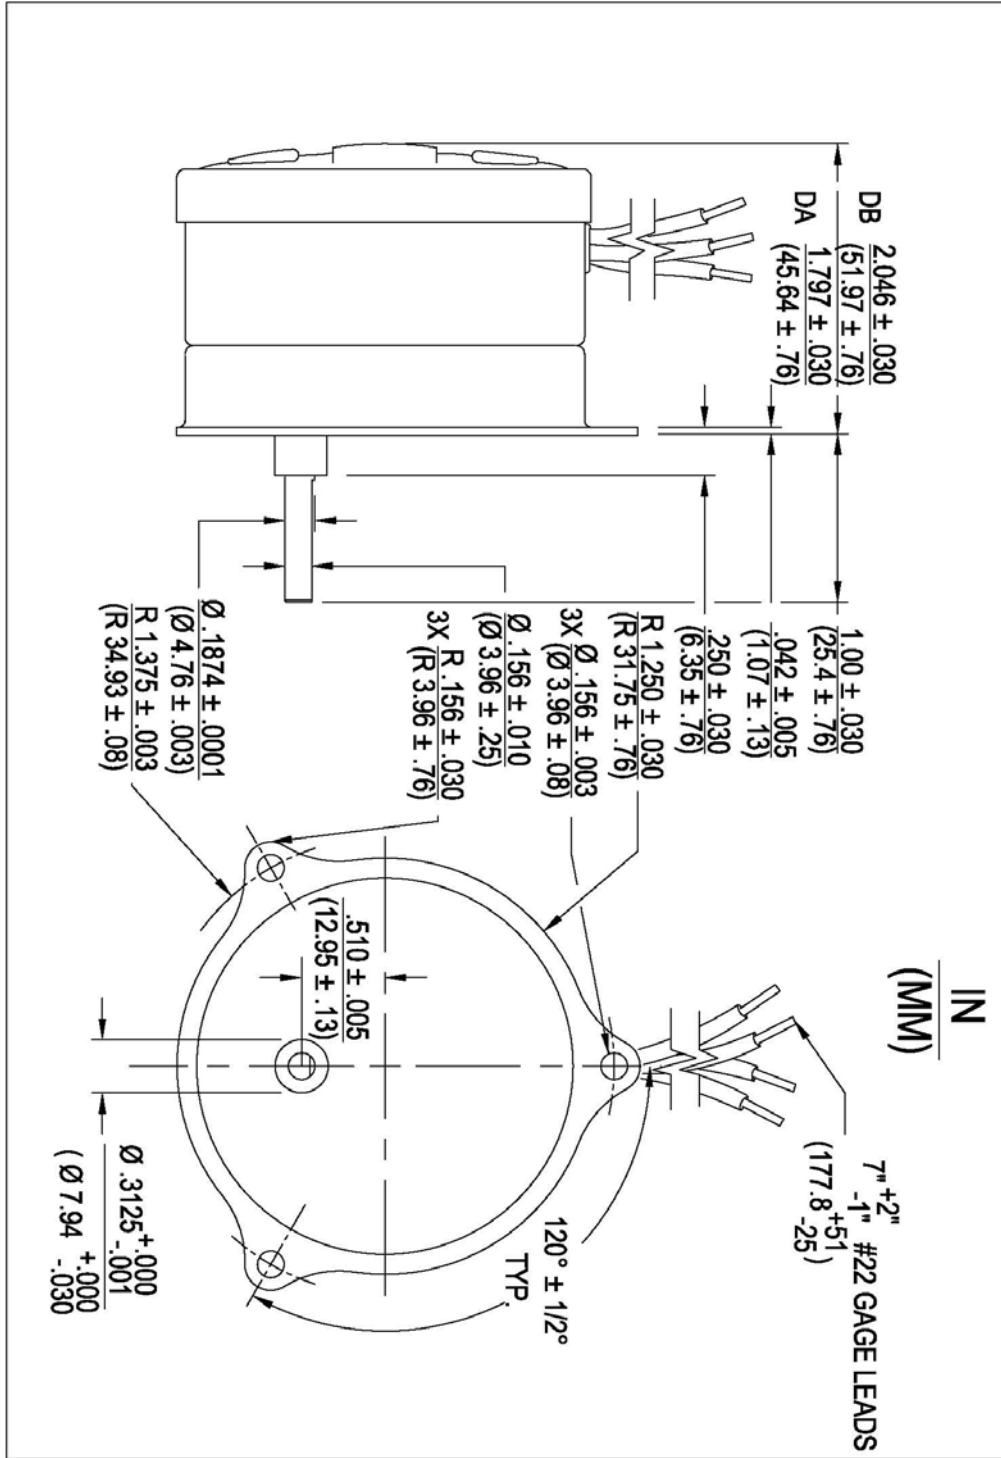 IN
(MM)
7" +2" -1" #22 GAGE LEADS
(177.8 +51 -25 )
DB 2.046 ± .030
(51.97 ± .76)
DA 1.797 ± .030
(45.64 ± .76)
1.00 ± .030
(25.4 ± .76)
.042 ± .005
(1.07 ± .13)
.250 ± .030
(6.35 ± .76)
R 1.250 ± .030
(R 31.75 ± .76)
3X Ø .156 ± .003
(Ø 3.96 ± .08)
Ø .156 ± .010
(Ø 3.96 ± .25)
3X R .156 ± .030
(R 3.96 ± .76)
Ø .1874 ± .0001
(Ø 4.76 ± .003)
R 1.375 ± .003
(R 34.93 ± .08)
.510 ± .005
(12.95 ± .13)
120° ± 1/2°
TYP.
Ø .3125 +.000 -.001
( Ø 7.94 +.000 -.030